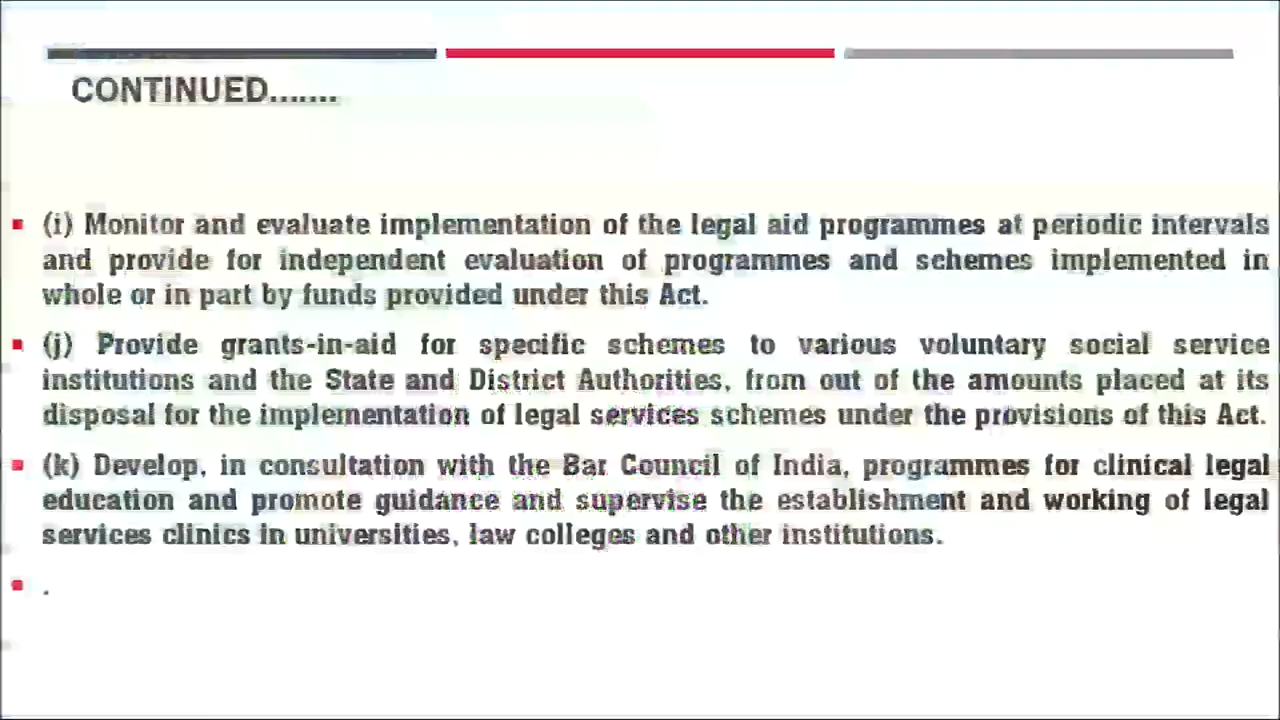 CONTINUED.......
(i) Monitor and evaluate implementation of the legal aid programmes at periodic intervals
and provide for independent evaluation of programmes and schemes implemented in
whole or in part by funds provided under this Act.
(j) Provide grants-in-aid for specific schemes to various voluntary social service
institutions and the State and District Authorities, from out of the amounts placed at its
disposal for the implementation of legal services schemes under the provisions of this Act.
(k) Develop, in consultation with the Bar Council of India, programmes for clinical legal
education and promote guidance and supervise the establishment and working of legal
services clinics in universities, law colleges and other institutions.
.